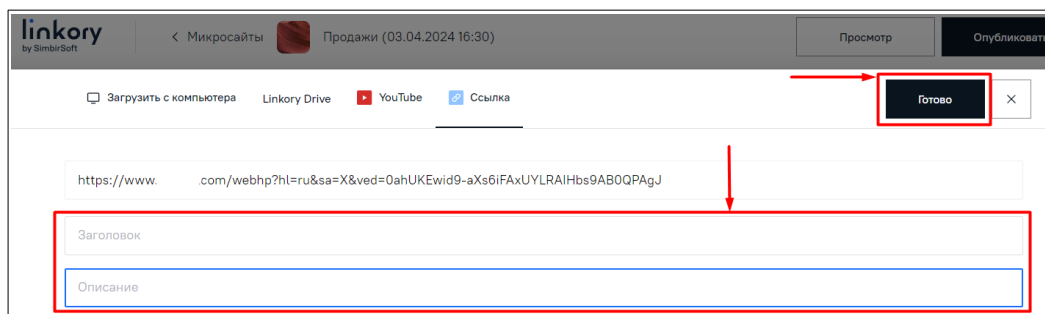 linkory
by SimbirSoft
Микросайты
Продажи (03.04.2024 16:30)
Просмотр
Опубликовать
Загрузить с компьютера
Linkory Drive
YouTube
Ссылка
Готово
https://www. .com/webhp?hl=ru&sa=X&ved=0ahUKEwid9-aXs6iFAxUYLRAIHbs9AB0QPAgJ
Заголовок
Описание